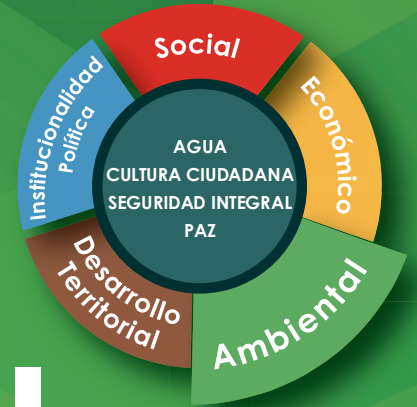 Social
Económico
Ambiental
Desarrollo
Territorial
Institucionalidad
Política
AGUA
CULTURA CIUDADANA
SEGURIDAD INTEGRAL
PAZ